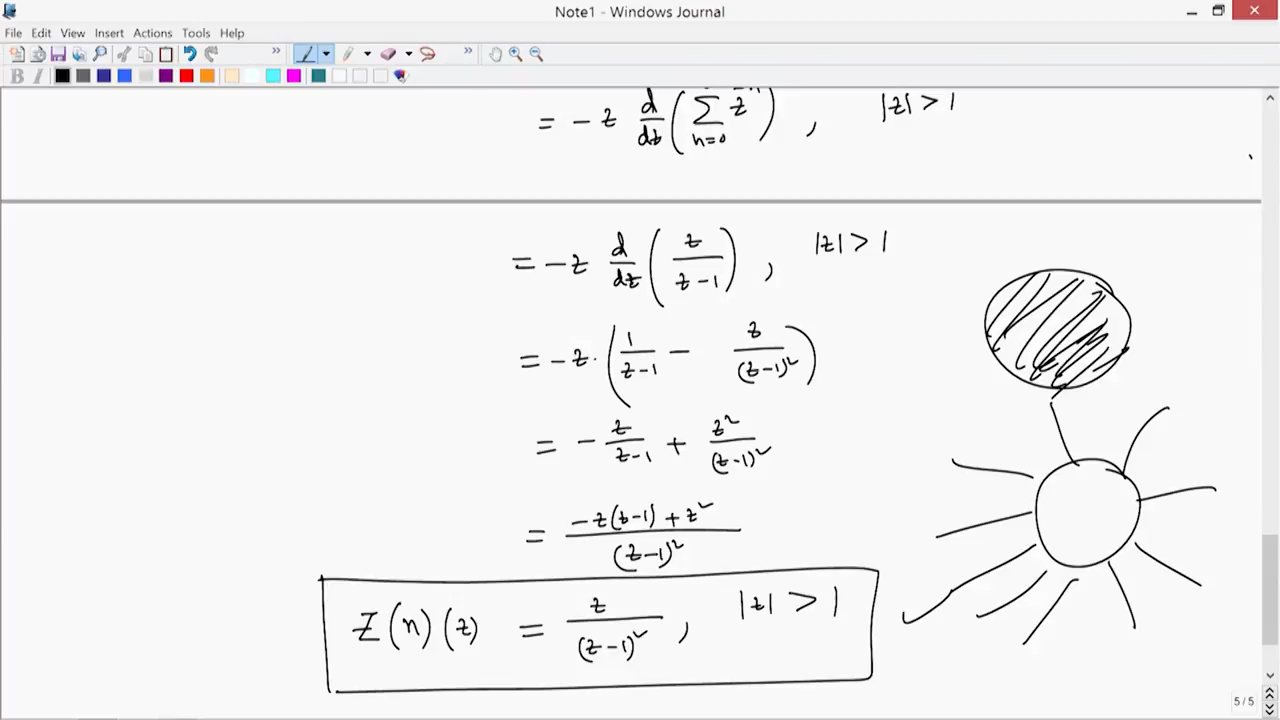 Note1 - Windows Journal
File Edit View Insert Actions Tools Help
B I
= -z d/dz ( ∑_{n=0} z^{-n} ) , |z| > 1
= -z d/dz ( z/(z-1) ) , |z| > 1
= -z · ( 1/(z-1) - z/(z-1)² )
= - z/(z-1) + z²/(z-1)²
= (-z(z-1) + z²)/(z-1)²
Z(n)(z) = z/(z-1)² , |z| > 1
5 / 5